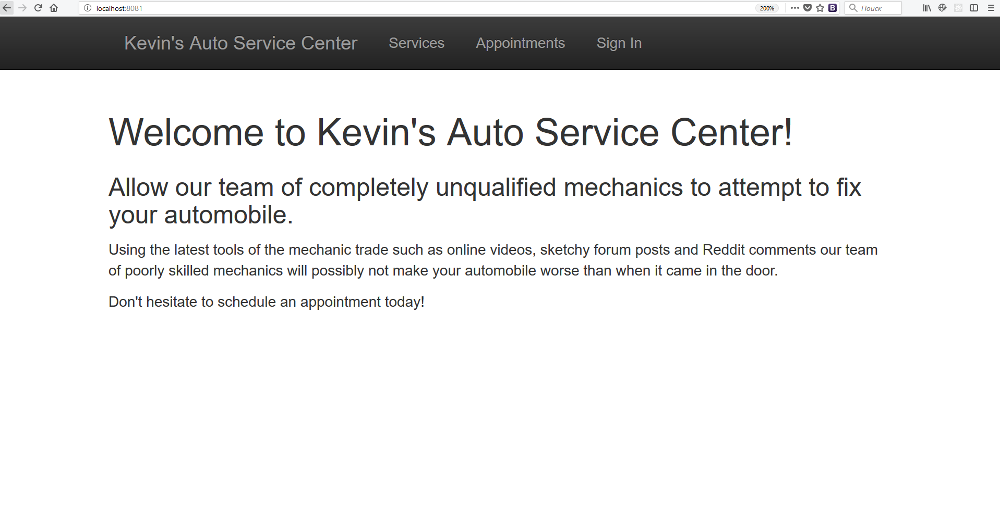 localhost:8081 200% Поиск
Kevin's Auto Service Center Services Appointments Sign In
Welcome to Kevin's Auto Service Center!
Allow our team of completely unqualified mechanics to attempt to fix
your automobile.
Using the latest tools of the mechanic trade such as online videos, sketchy forum posts and Reddit comments our team
of poorly skilled mechanics will possibly not make your automobile worse than when it came in the door.
Don't hesitate to schedule an appointment today!